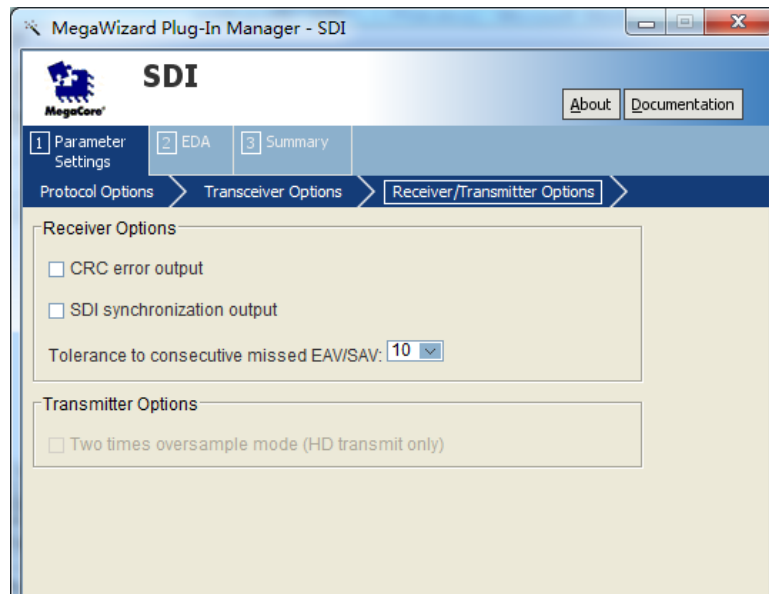 MegaWizard Plug-In Manager - SDI
MegaCore®
SDI
About
Documentation
1 Parameter Settings
2 EDA
3 Summary
Protocol Options
Transceiver Options
Receiver/Transmitter Options
Receiver Options
CRC error output
SDI synchronization output
Tolerance to consecutive missed EAV/SAV: 10
Transmitter Options
Two times oversample mode (HD transmit only)